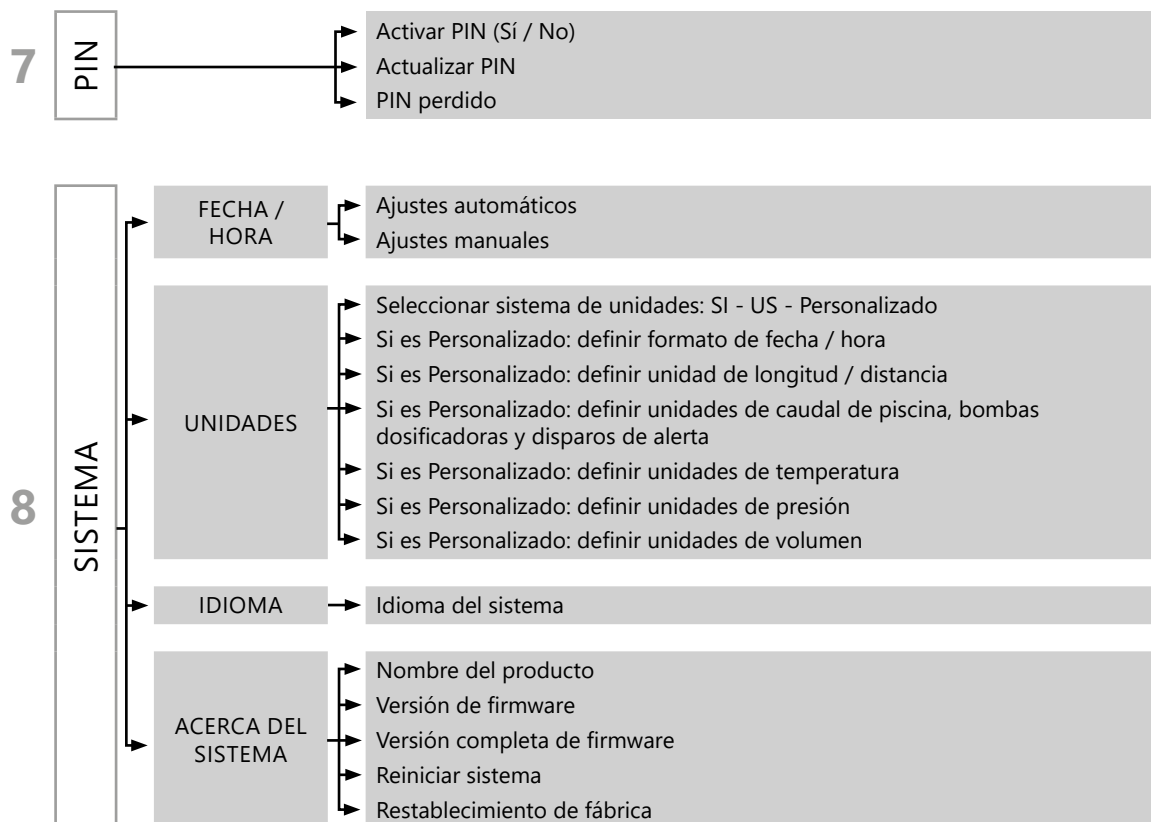 7
PIN
Activar PIN (Sí / No)
Actualizar PIN
PIN perdido
8
SISTEMA
FECHA /
HORA
Ajustes automáticos
Ajustes manuales
UNIDADES
Seleccionar sistema de unidades: SI - US - Personalizado
Si es Personalizado: definir formato de fecha / hora
Si es Personalizado: definir unidad de longitud / distancia
Si es Personalizado: definir unidades de caudal de piscina, bombas
dosificadoras y disparos de alerta
Si es Personalizado: definir unidades de temperatura
Si es Personalizado: definir unidades de presión
Si es Personalizado: definir unidades de volumen
IDIOMA
Idioma del sistema
ACERCA DEL
SISTEMA
Nombre del producto
Versión de firmware
Versión completa de firmware
Reiniciar sistema
Restablecimiento de fábrica